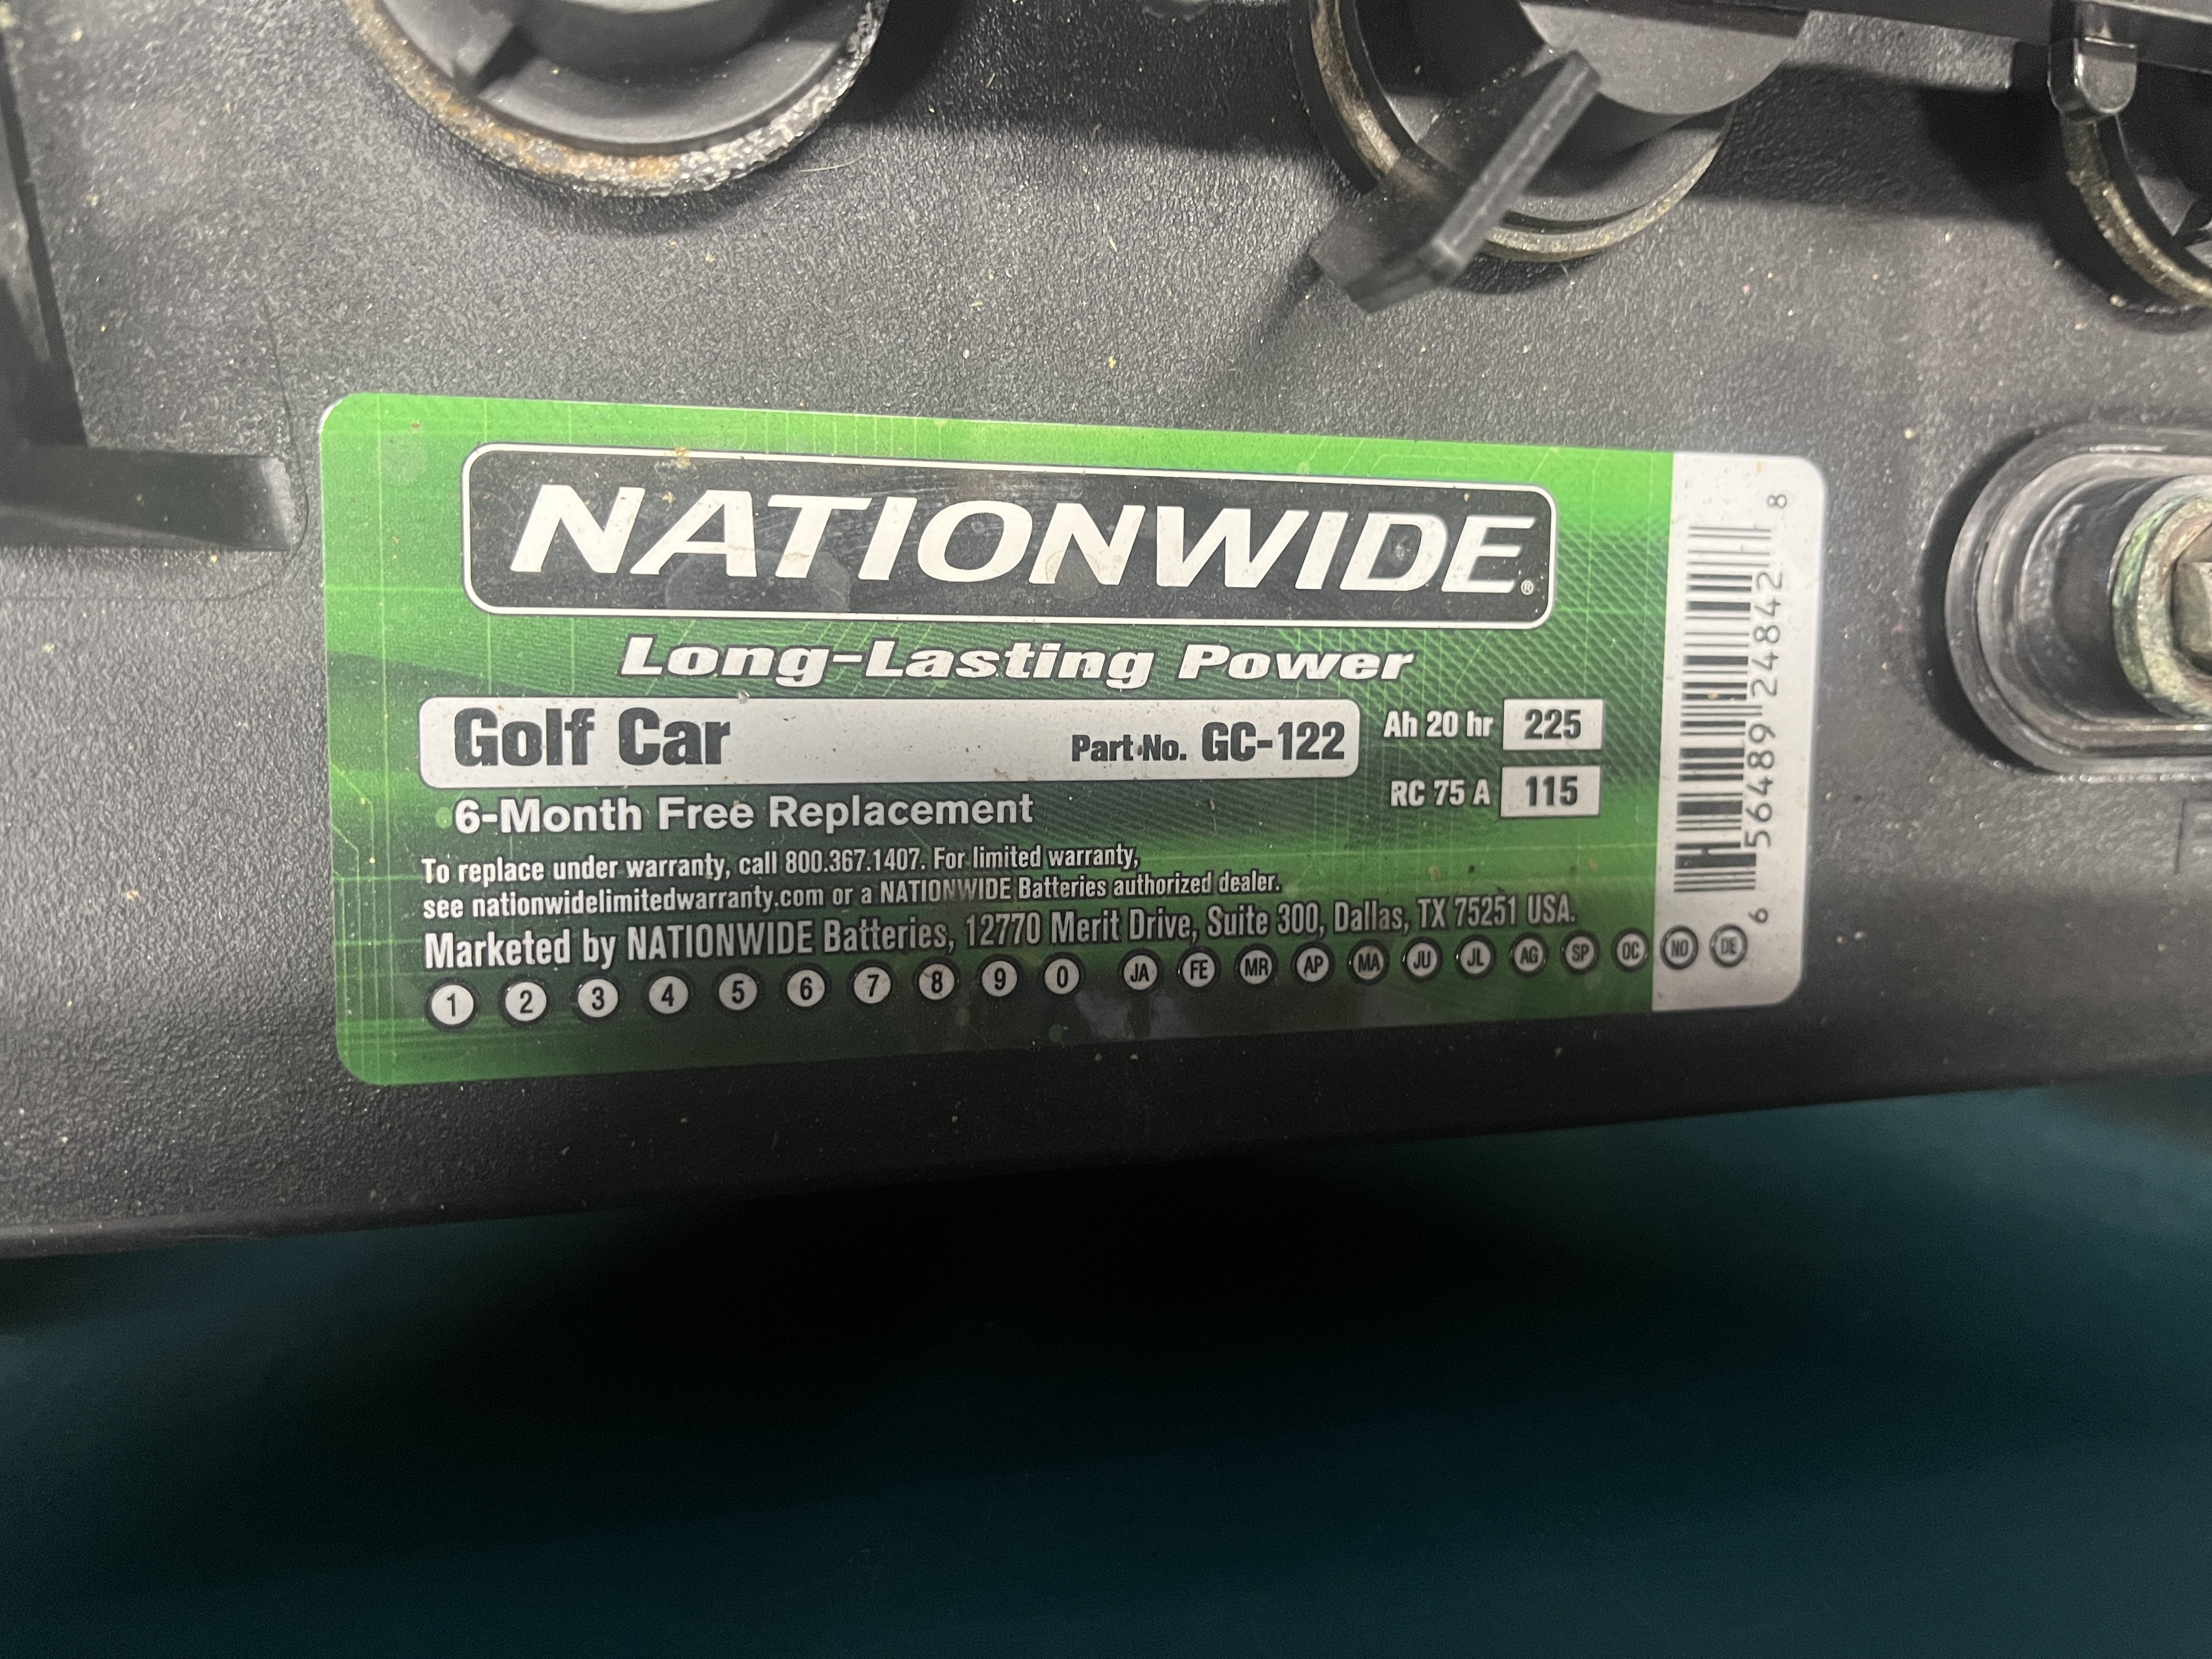 NATIONWIDE®
Long-Lasting Power
Golf Car Part No. GC-122 Ah 20 hr 225
RC 75 A 115
6-Month Free Replacement
To replace under warranty, call 800.367.1407. For limited warranty,
see nationwidelimitedwarranty.com or a NATIONWIDE Batteries authorized dealer.
Marketed by NATIONWIDE Batteries, 12770 Merit Drive, Suite 300, Dallas, TX 75251 USA.
1 2 3 4 5 6 7 8 9 0 JA FE MR AP MA JU JL AG SP OC NO DE
6 56489 24842 8